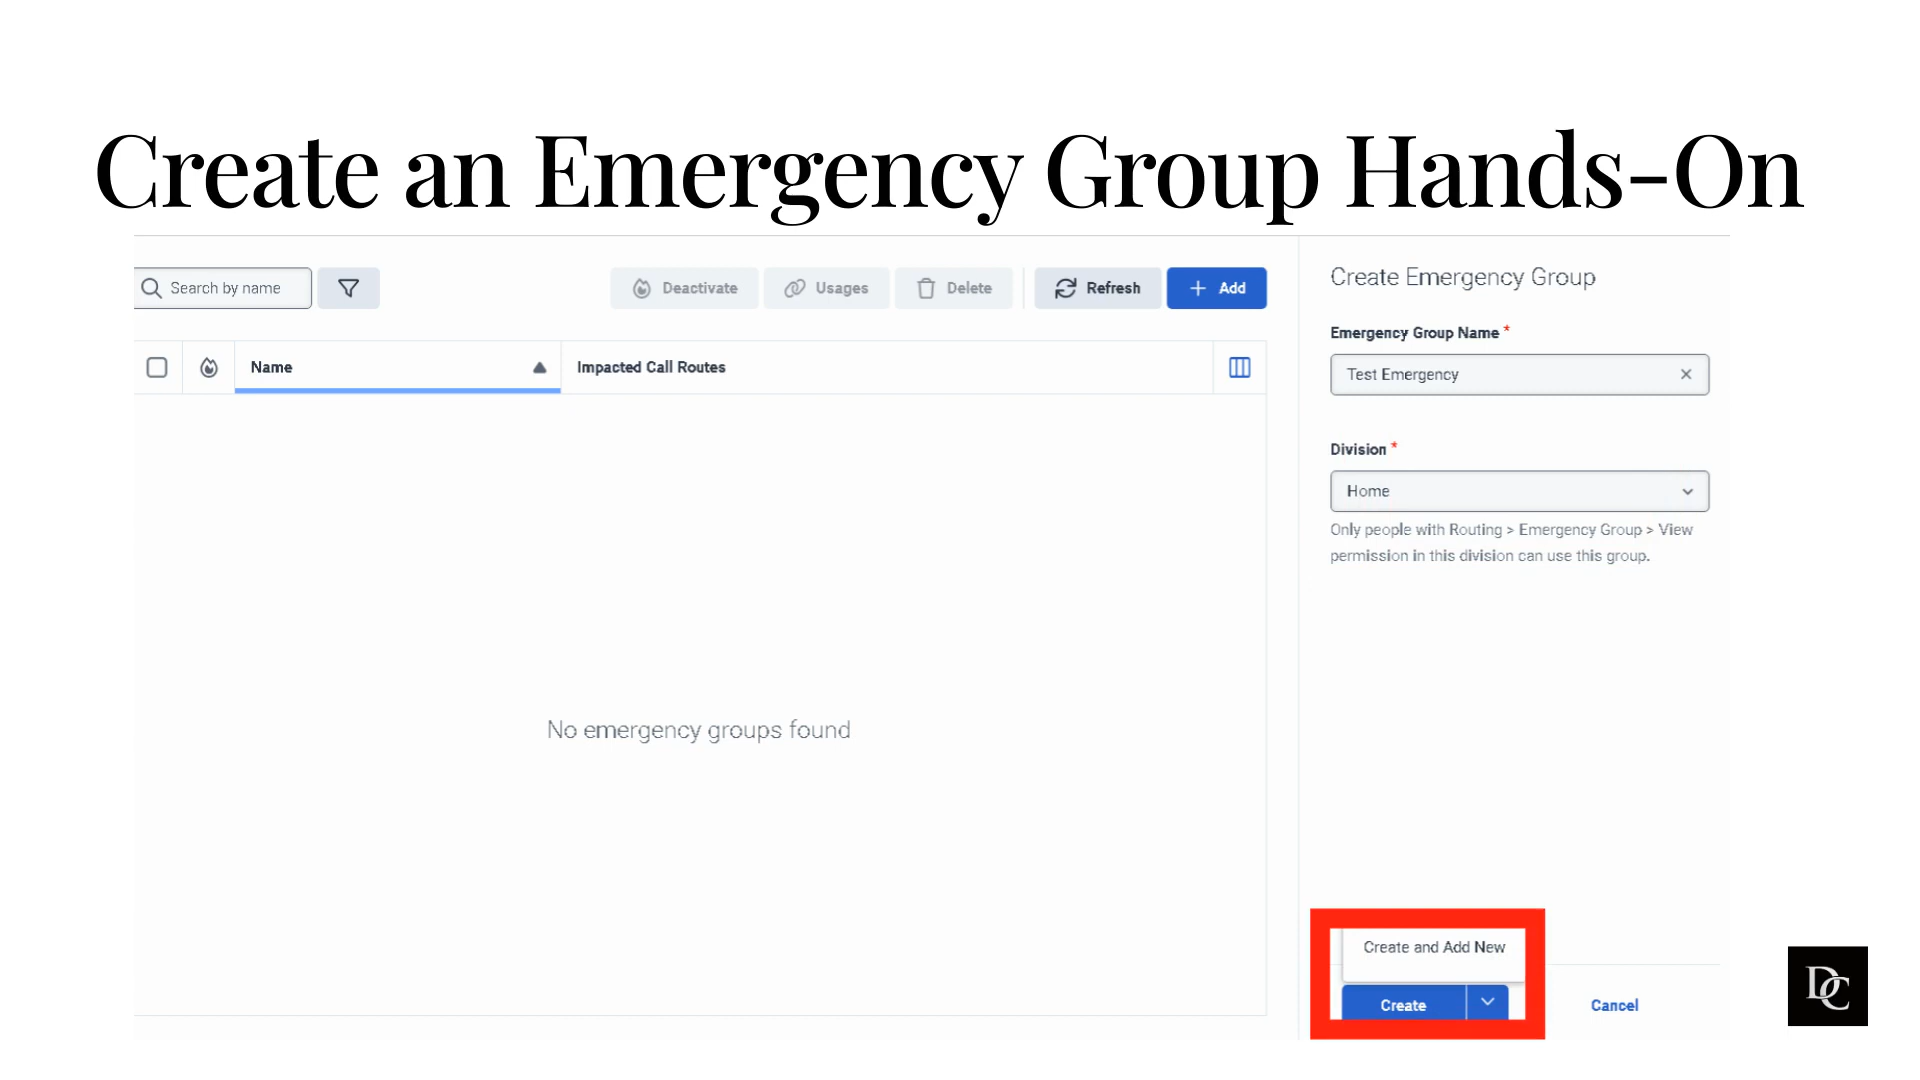 Create an Emergency Group Hands-On
Search by name
Deactivate
Usages
Delete
Refresh
+ Add
Name
Impacted Call Routes
No emergency groups found
Create Emergency Group
Emergency Group Name *
Test Emergency
Division *
Home
Only people with Routing > Emergency Group > View
permission in this division can use this group.
Create and Add New
Create
Cancel
DC